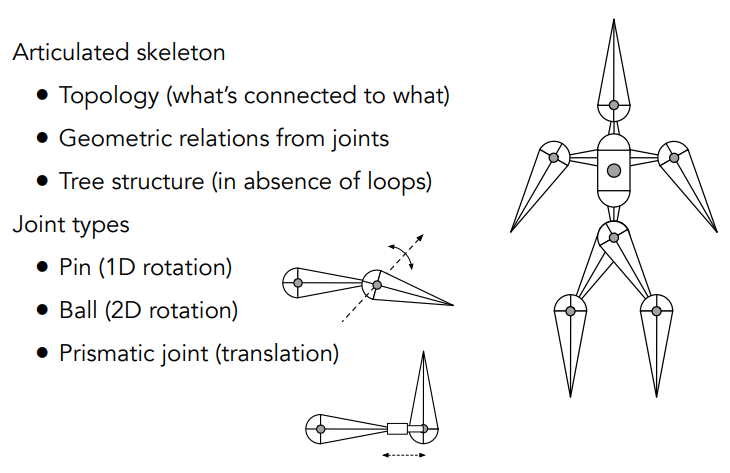 Articulated skeleton
● Topology (what's connected to what)
● Geometric relations from joints
● Tree structure (in absence of loops)
Joint types
● Pin (1D rotation)
● Ball (2D rotation)
● Prismatic joint (translation)